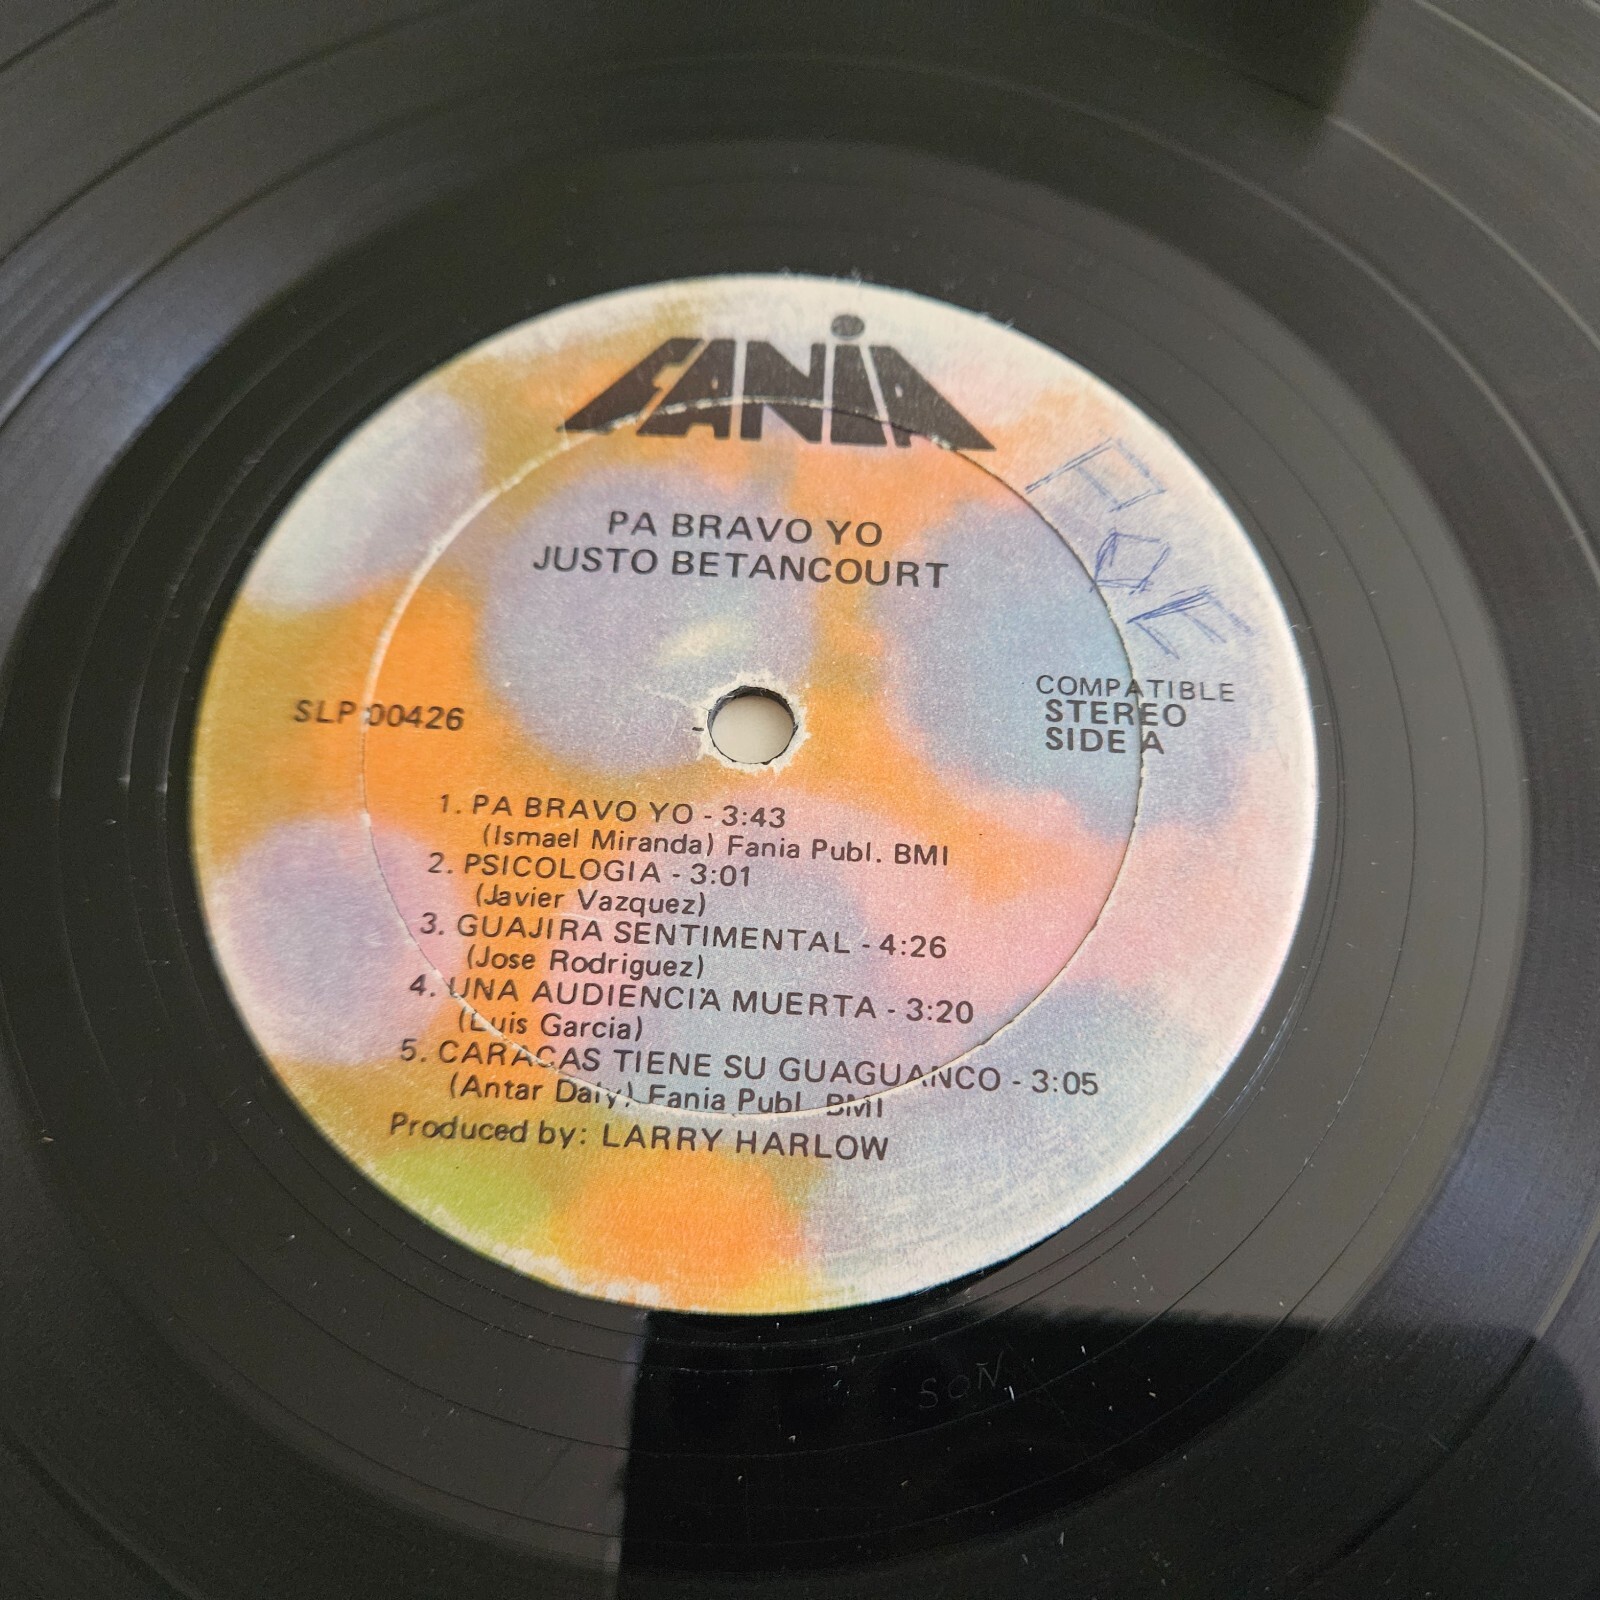 FANIA
PA BRAVO YO
JUSTO BETANCOURT
SLP 00426
COMPATIBLE
STEREO
SIDE A
1. PA BRAVO YO - 3:43
(Ismael Miranda) Fania Publ. BMI
2. PSICOLOGIA - 3:01
(Javier Vazquez)
3. GUAJIRA SENTIMENTAL - 4:26
(Jose Rodriguez)
4. UNA AUDIENCIA MUERTA - 3:20
(Luis Garcia)
5. CARACAS TIENE SU GUAGUANCO - 3:05
(Antar Daly) Fania Publ. BMI
Produced by: LARRY HARLOW
SON